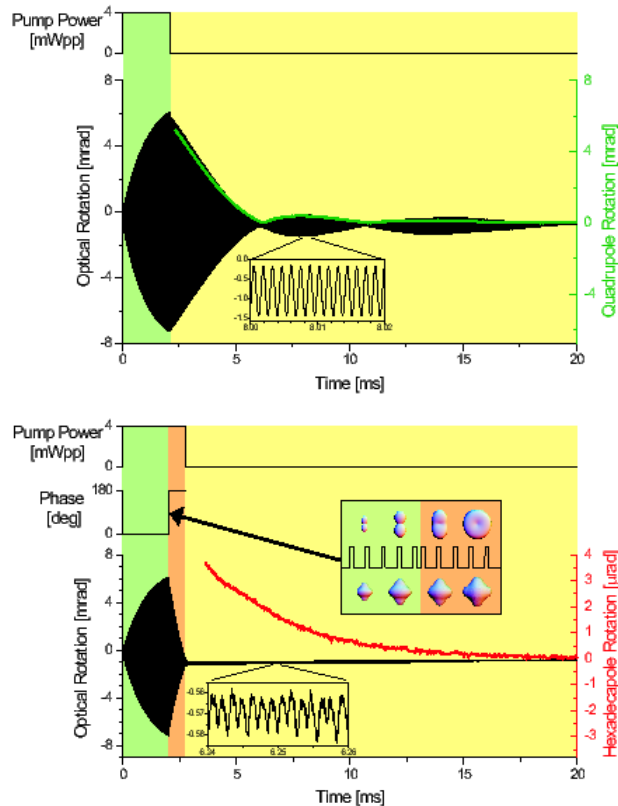 Pump Power
[mWpp]
4
0
8
4
0
-4
-8
Optical Rotation [mrad]
8
4
0
-4
Quadrupole Rotation [mrad]
0.0
-0.5
-1.0
-1.5
8.00 8.01 8.02
0 5 10 15 20
Time [ms]
Pump Power
[mWpp]
4
0
Phase
[deg]
180
0
8
4
0
-4
-8
Optical Rotation [mrad]
4
3
2
1
0
-1
-2
-3
Hexadecapole Rotation [μrad]
-0.56
-0.57
-0.58
6.24 6.25 6.26
0 5 10 15 20
Time [ms]